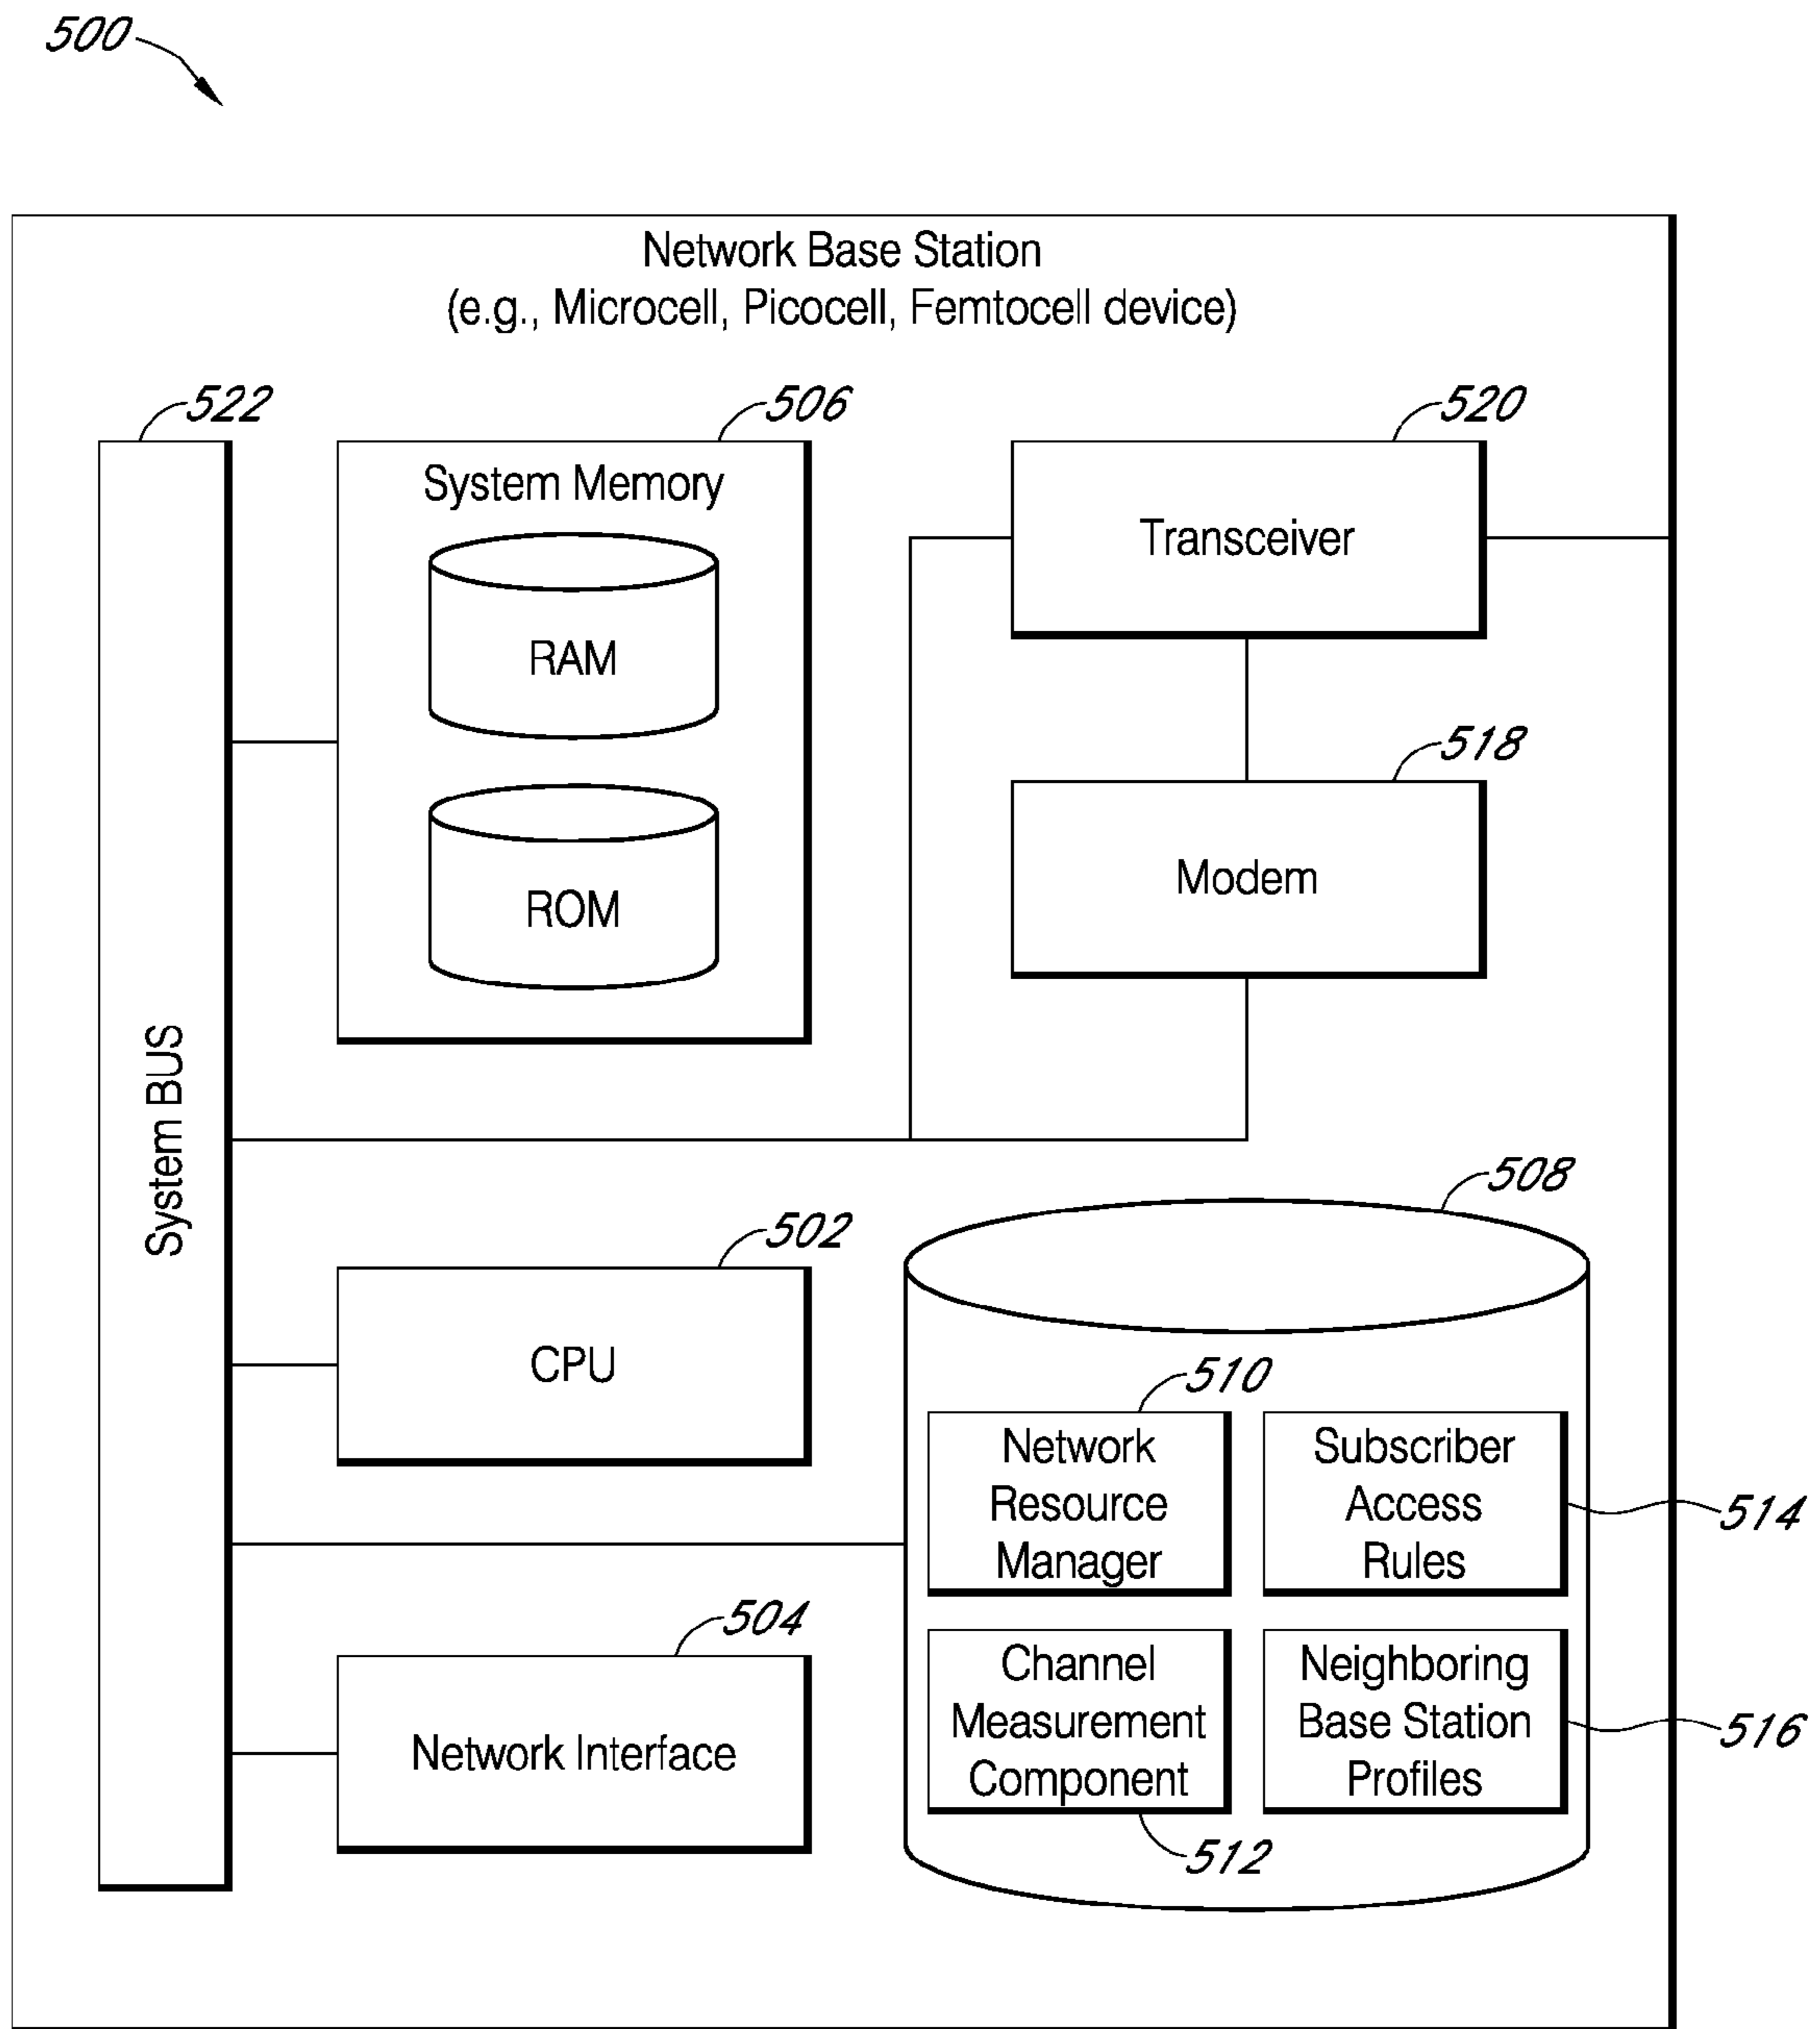 500
Network Base Station
(e.g., Microcell, Picocell, Femtocell device)
522
506
520
System Memory
Transceiver
RAM
518
Modem
ROM
System BUS
508
502
CPU
510
Network
Resource
Manager
Subscriber
Access
Rules
514
504
Network Interface
Channel
Measurement
Component
Neighboring
Base Station
Profiles
516
512